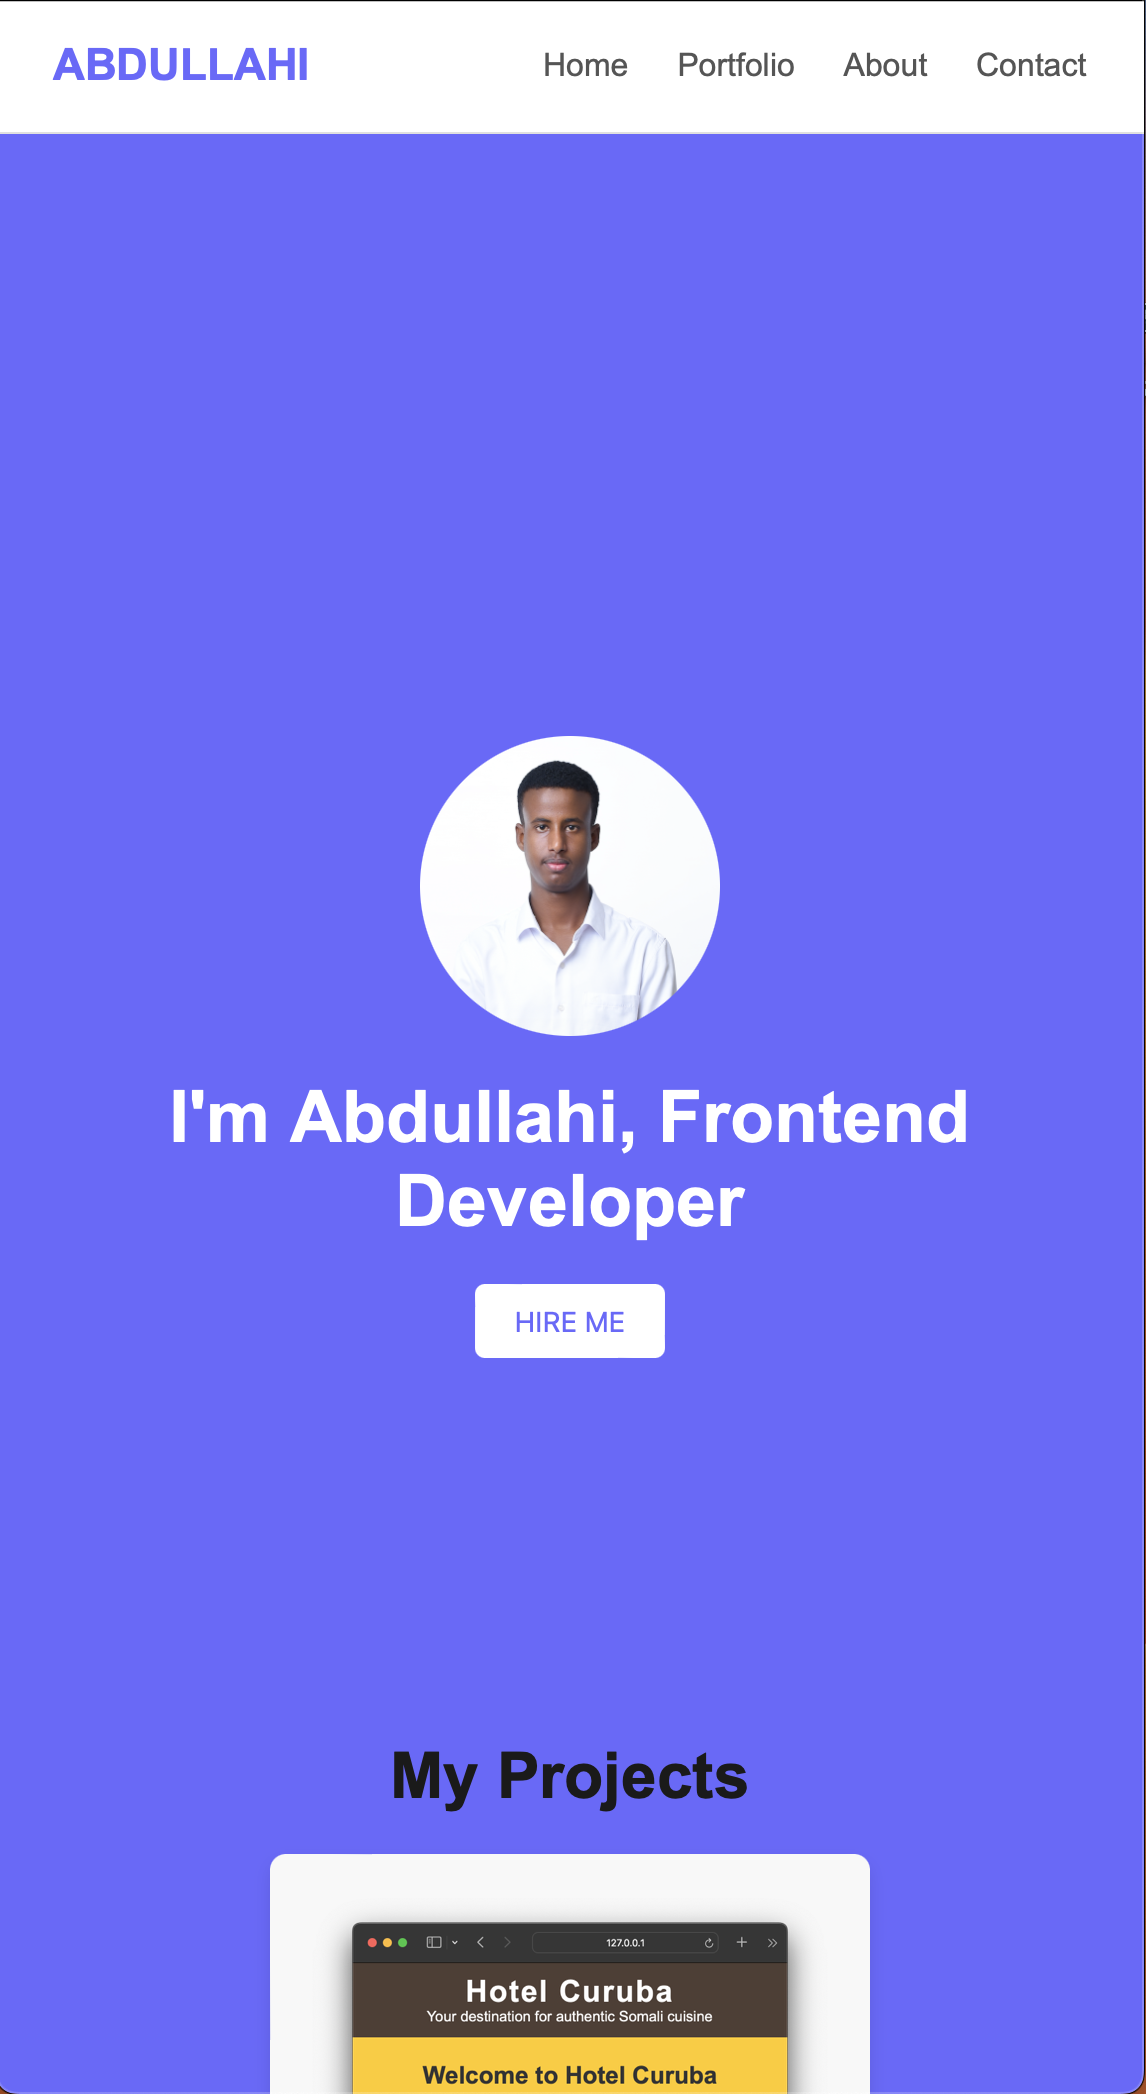 ABDULLAHI
Home Portfolio About Contact
I'm Abdullahi, Frontend
Developer
HIRE ME
My Projects
127.0.0.1
Hotel Curuba
Your destination for authentic Somali cuisine
Welcome to Hotel Curuba